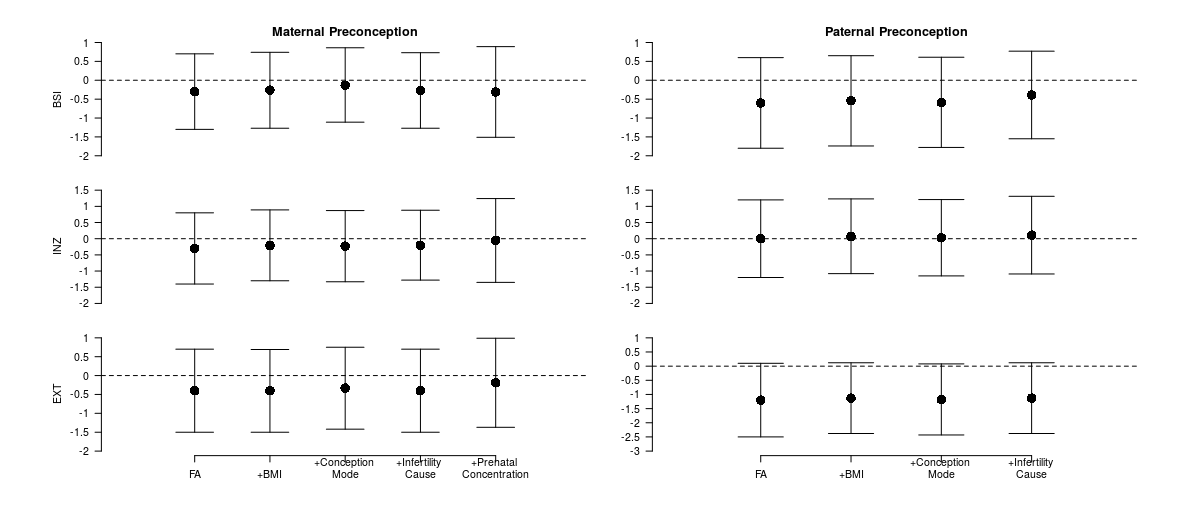 Maternal Preconception
Paternal Preconception
BSI
1
0.5
0
-0.5
-1
-1.5
-2
1
0.5
0
-0.5
-1
-1.5
-2
INZ
1.5
1
0.5
0
-0.5
-1
-1.5
-2
1.5
1
0.5
0
-0.5
-1
-1.5
-2
EXT
1
0.5
0
-0.5
-1
-1.5
-2
1
0.5
0
-0.5
-1
-1.5
-2
-2.5
-3
FA
+BMI
+Conception
Mode
+Infertility
Cause
+Prenatal
Concentration
FA
+BMI
+Conception
Mode
+Infertility
Cause